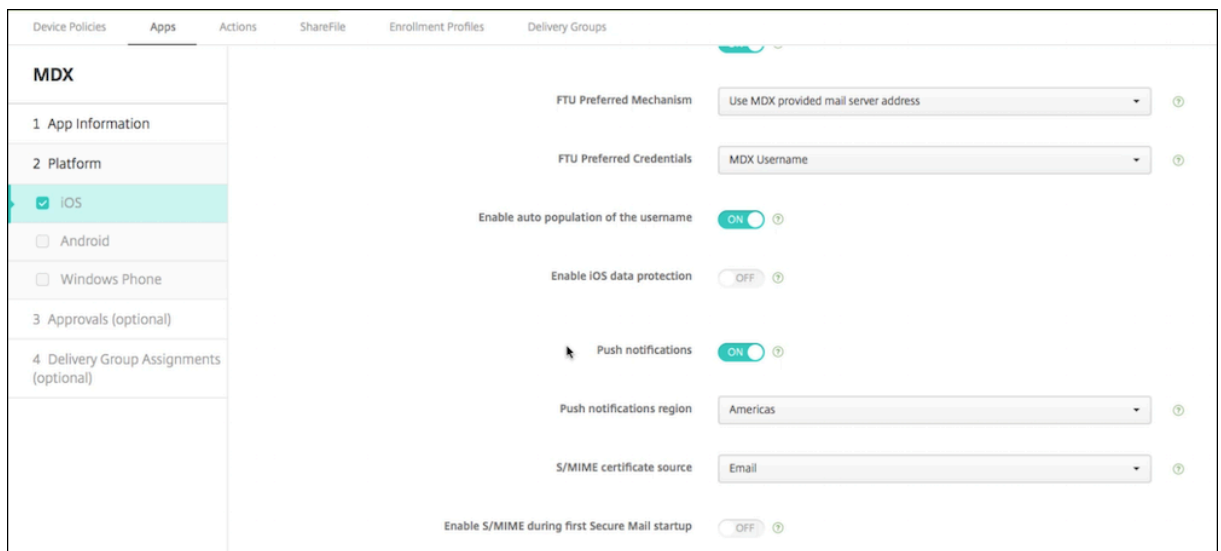 Device Policies Apps Actions ShareFile Enrollment Profiles Delivery Groups
MDX
1 App Information
2 Platform
iOS
Android
Windows Phone
3 Approvals (optional)
4 Delivery Group Assignments
(optional)
FTU Preferred Mechanism Use MDX provided mail server address ?
FTU Preferred Credentials MDX Username ?
Enable auto population of the username ON ?
Enable iOS data protection OFF ?
Push notifications ON ?
Push notifications region Americas ?
S/MIME certificate source Email ?
Enable S/MIME during first Secure Mail startup OFF ?